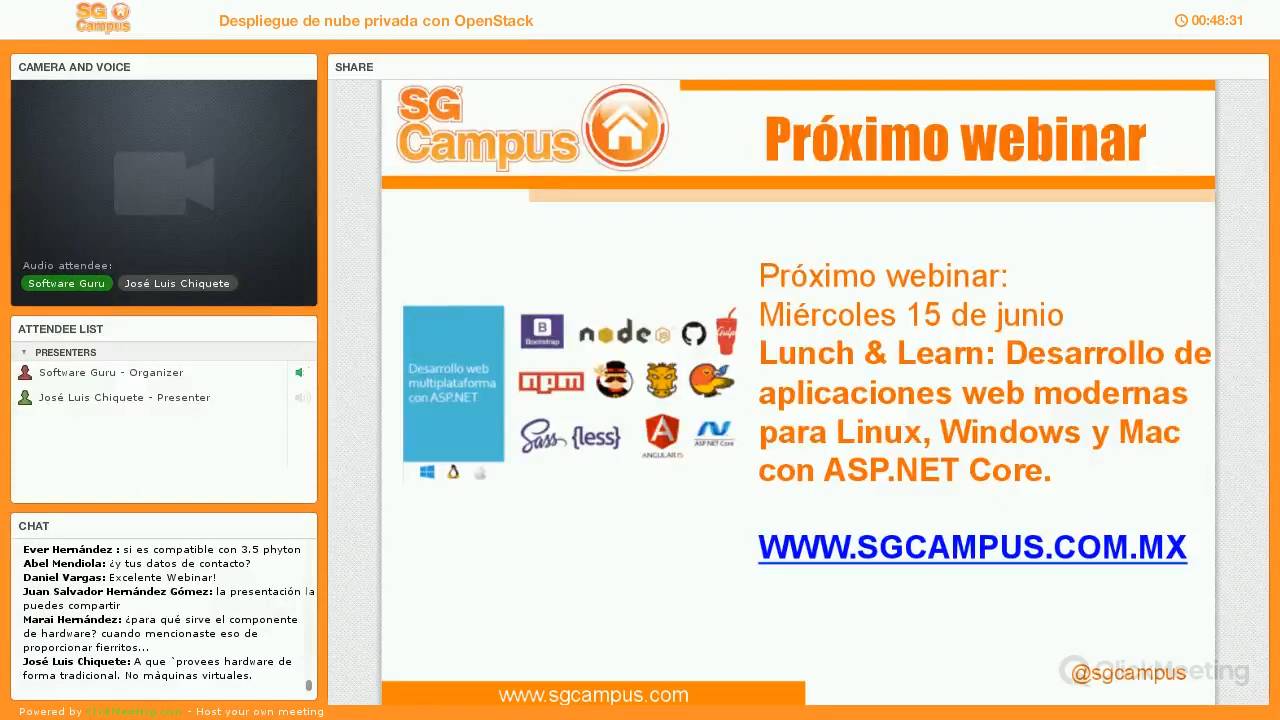 SG Campus
Despliegue de nube privada con OpenStack
00:48:31
CAMERA AND VOICE
Audio attendee:
Software Guru
José Luis Chiquete
ATTENDEE LIST
PRESENTERS
Software Guru - Organizer
José Luis Chiquete - Presenter
CHAT
Ever Hernández : si es compatible con 3.5 phyton
Abel Mendiola: ¿y tus datos de contacto?
Daniel Vargas: Excelente Webinar!
Juan Salvador Hernández Gómez: la presentación la
puedes compartir
Marai Hernández: ¿para qué sirve el componente
de hardware? cuando mencionaste eso de
proporcionar fierritos...
José Luis Chiquete: A que `provees hardware de
forma tradicional. No màquinas virtuales.
Powered by ClickMeeting.com - Host your own meeting
SHARE
SG
Campus
Próximo webinar
Desarrollo web
multiplataforma
con ASP.NET
B
Bootstrap
node JS
Gulp
npm
Sass {less}
A
ANGULARJS
ASP.NET Core
Próximo webinar:
Miércoles 15 de junio
Lunch & Learn: Desarrollo de
aplicaciones web modernas
para Linux, Windows y Mac
con ASP.NET Core.
WWW.SGCAMPUS.COM.MX
www.sgcampus.com
@sgcampus
ClickMeeting